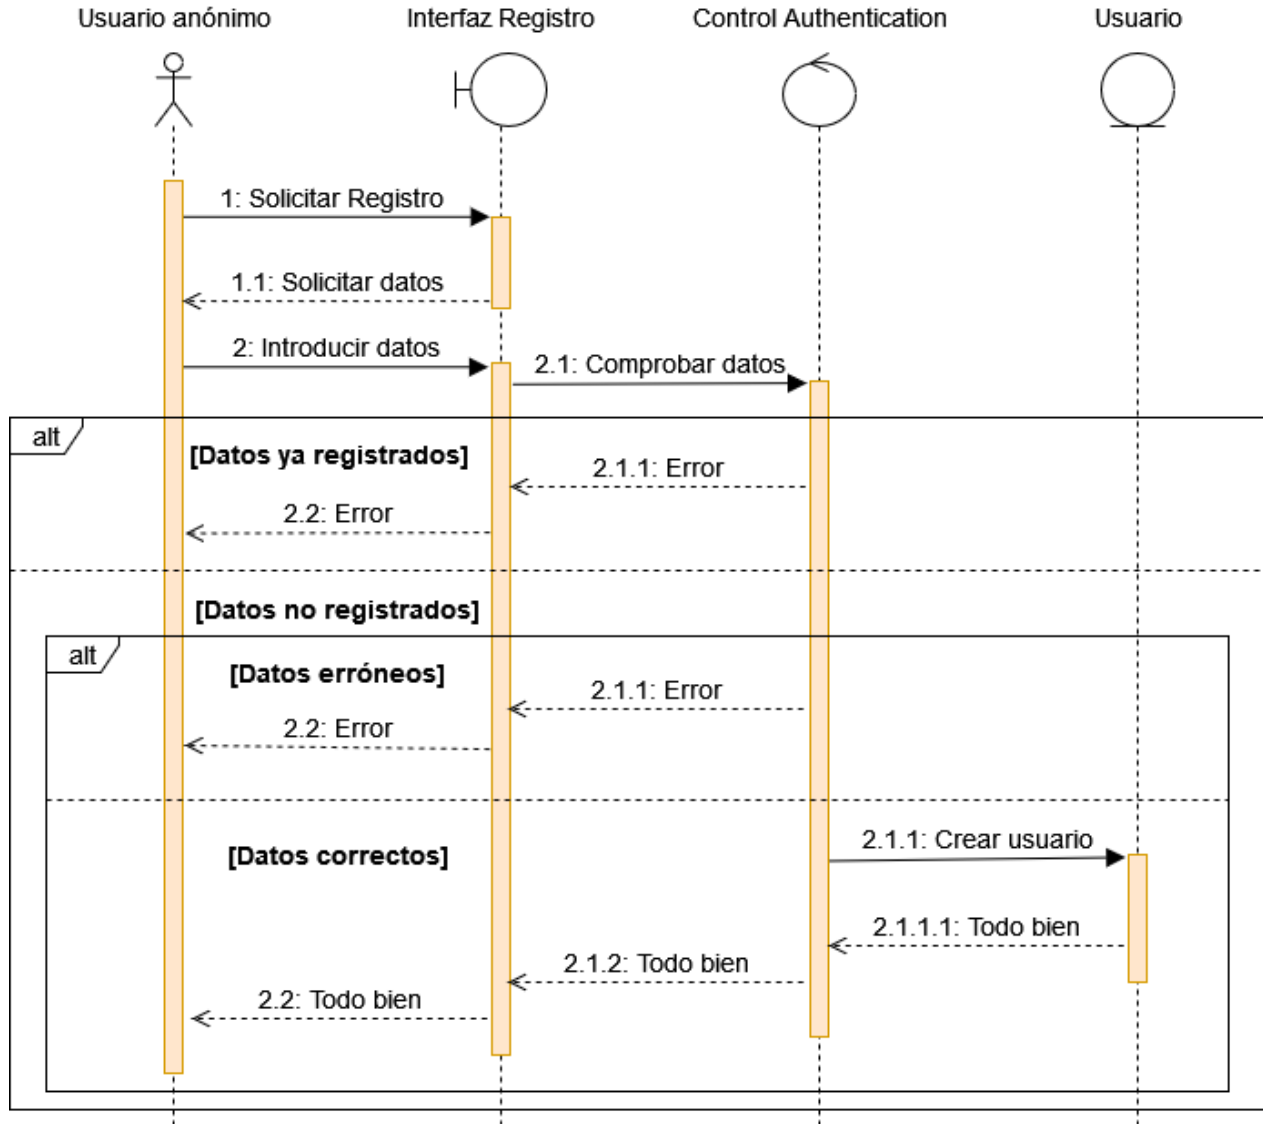 Usuario anónimo
Interfaz Registro
Control Authentication
Usuario
1: Solicitar Registro
1.1: Solicitar datos
2: Introducir datos
2.1: Comprobar datos
alt
[Datos ya registrados]
2.1.1: Error
2.2: Error
[Datos no registrados]
alt
[Datos erróneos]
2.1.1: Error
2.2: Error
2.1.1: Crear usuario
[Datos correctos]
2.1.1.1: Todo bien
2.1.2: Todo bien
2.2: Todo bien